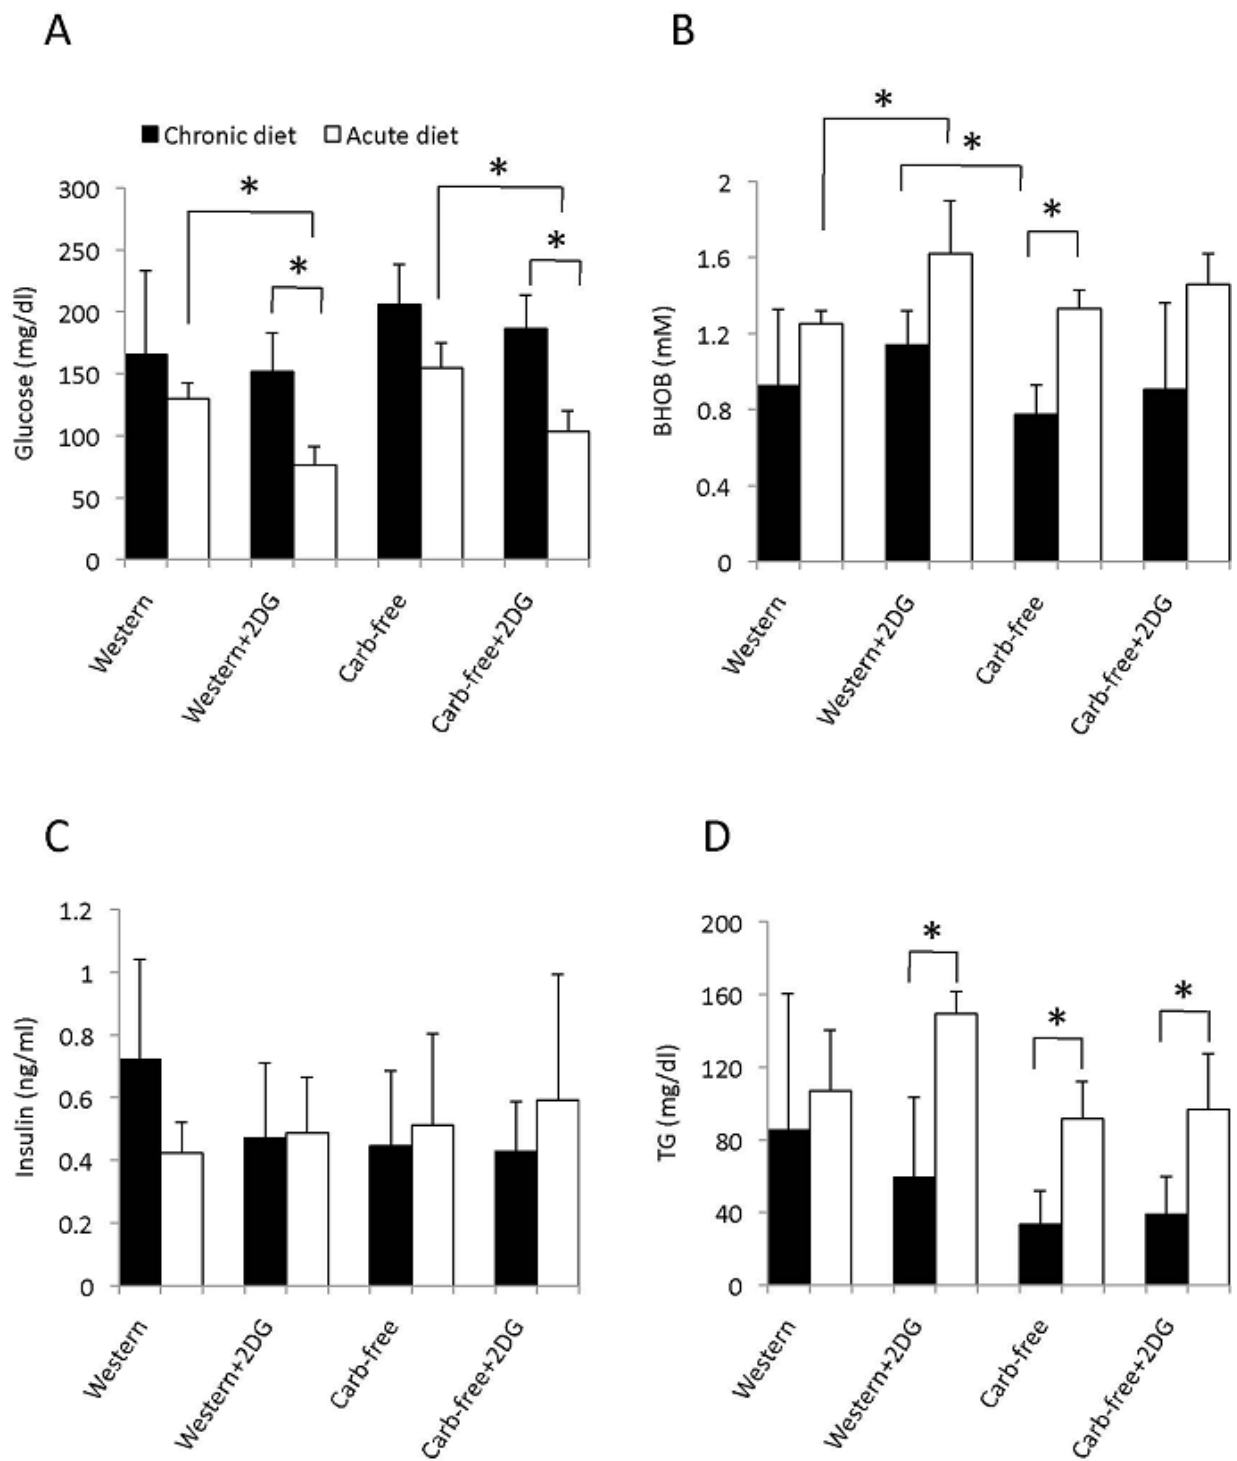 A
Chronic diet Acute diet
* * * *
Glucose (mg/dl)
300
250
200
150
100
50
0
Western
Western+2DG
Carb-free
Carb-free+2DG
B
* * *
BHOB (mM)
2
1.6
1.2
0.8
0.4
0
Western
Western+2DG
Carb-free
Carb-free+2DG
C
Insulin (ng/ml)
1.2
1
0.8
0.6
0.4
0.2
0
Western
Western+2DG
Carb-free
Carb-free+2DG
D
* * *
TG (mg/dl)
200
160
120
80
40
0
Western
Western+2DG
Carb-free
Carb-free+2DG